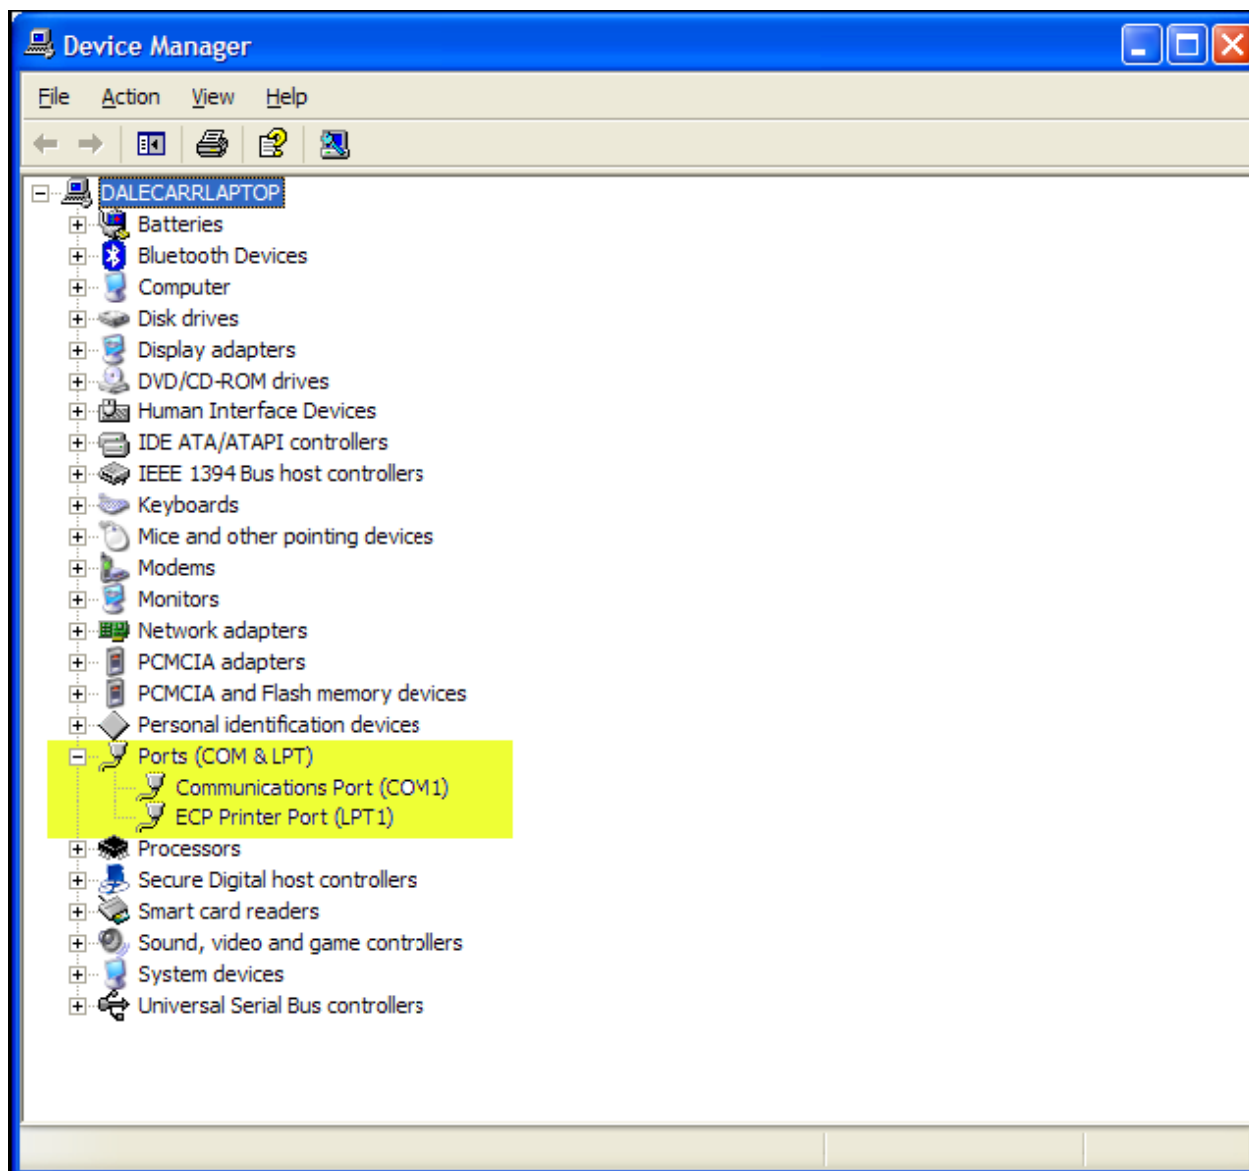 Device Manager
File Action View Help
DALECARRLAPTOP
Batteries
Bluetooth Devices
Computer
Disk drives
Display adapters
DVD/CD-ROM drives
Human Interface Devices
IDE ATA/ATAPI controllers
IEEE 1394 Bus host controllers
Keyboards
Mice and other pointing devices
Modems
Monitors
Network adapters
PCMCIA adapters
PCMCIA and Flash memory devices
Personal identification devices
Ports (COM & LPT)
Communications Port (COM1)
ECP Printer Port (LPT1)
Processors
Secure Digital host controllers
Smart card readers
Sound, video and game controllers
System devices
Universal Serial Bus controllers